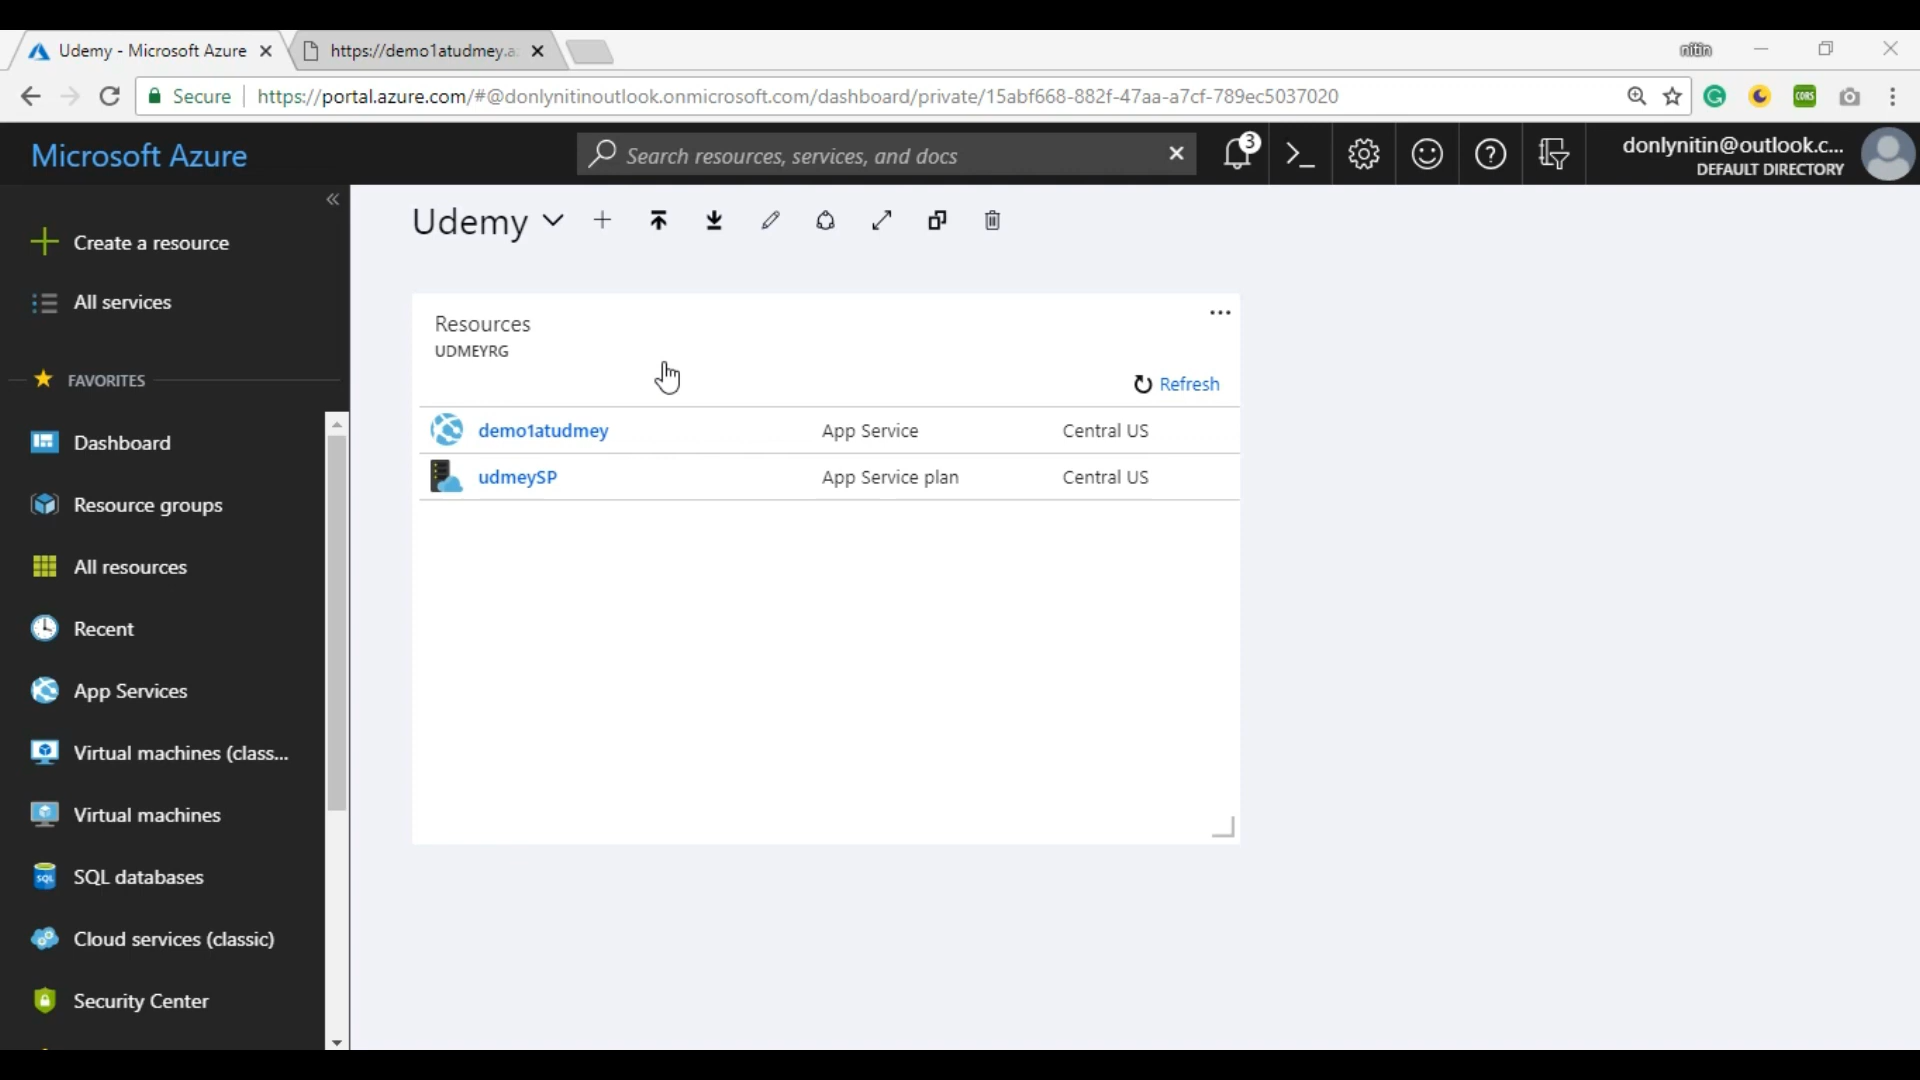 Udemy - Microsoft Azure
https://demo1atudmey.a
nitin
Secure
https://portal.azure.com/#@donlynitinoutlook.onmicrosoft.com/dashboard/private/15abf668-882f-47aa-a7cf-789ec5037020
CORS
Microsoft Azure
Search resources, services, and docs
3
donlynitin@outlook.c...
DEFAULT DIRECTORY
Udemy
Create a resource
All services
FAVORITES
Dashboard
Resource groups
All resources
Recent
App Services
Virtual machines (class...
Virtual machines
SQL
SQL databases
Cloud services (classic)
Security Center
Resources
UDMEYRG
Refresh
demo1atudmey App Service Central US
udmeySP App Service plan Central US